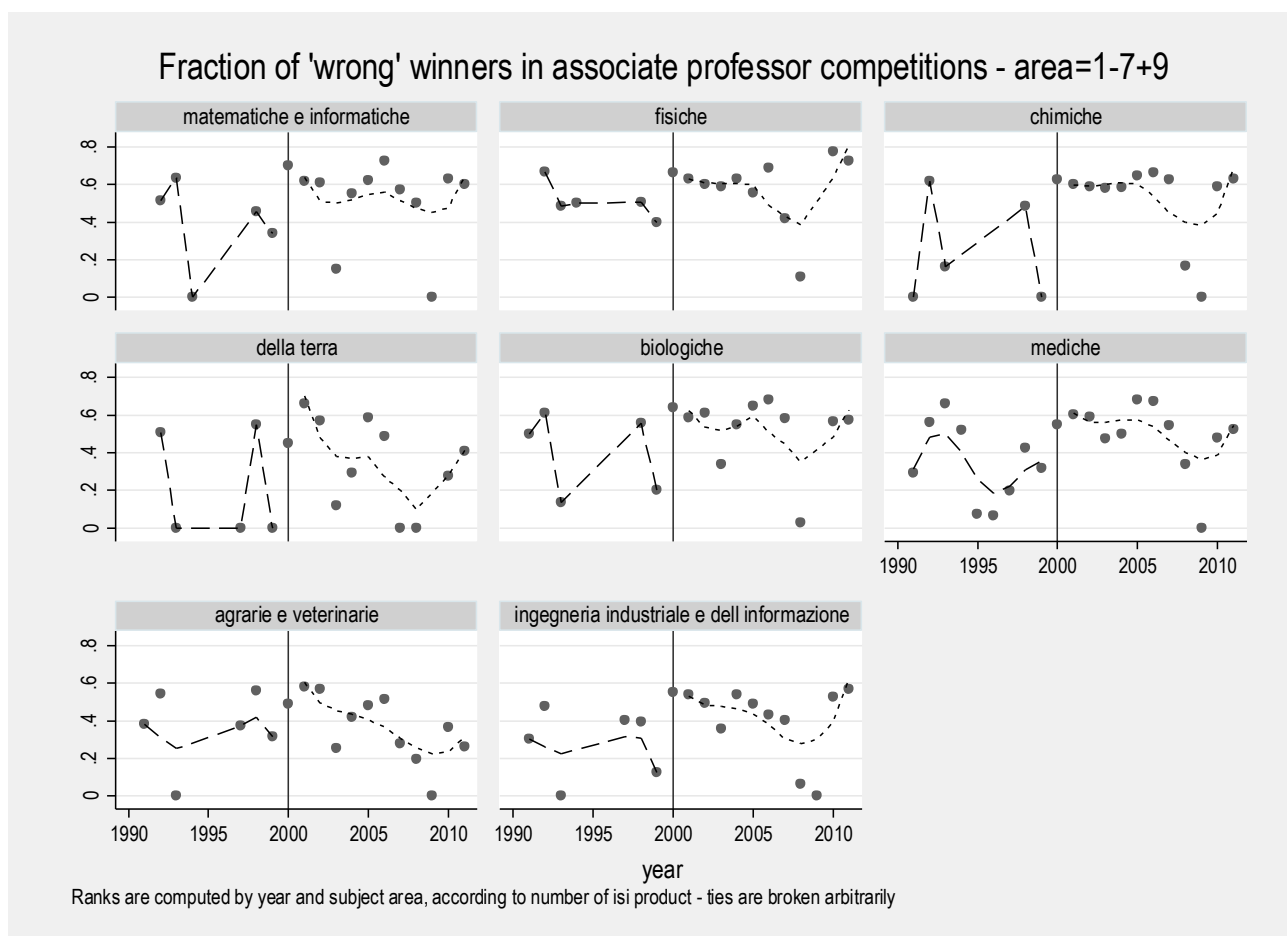 Fraction of 'wrong' winners in associate professor competitions - area=1-7+9
matematiche e informatiche
fisiche
chimiche
0 .2 .4 .6 .8
della terra
biologiche
mediche
0 .2 .4 .6 .8
1990 1995 2000 2005 2010
agrarie e veterinarie
ingegneria industriale e dell informazione
0 .2 .4 .6 .8
1990 1995 2000 2005 2010
1990 1995 2000 2005 2010
year
Ranks are computed by year and subject area, according to number of isi product - ties are broken arbitrarily